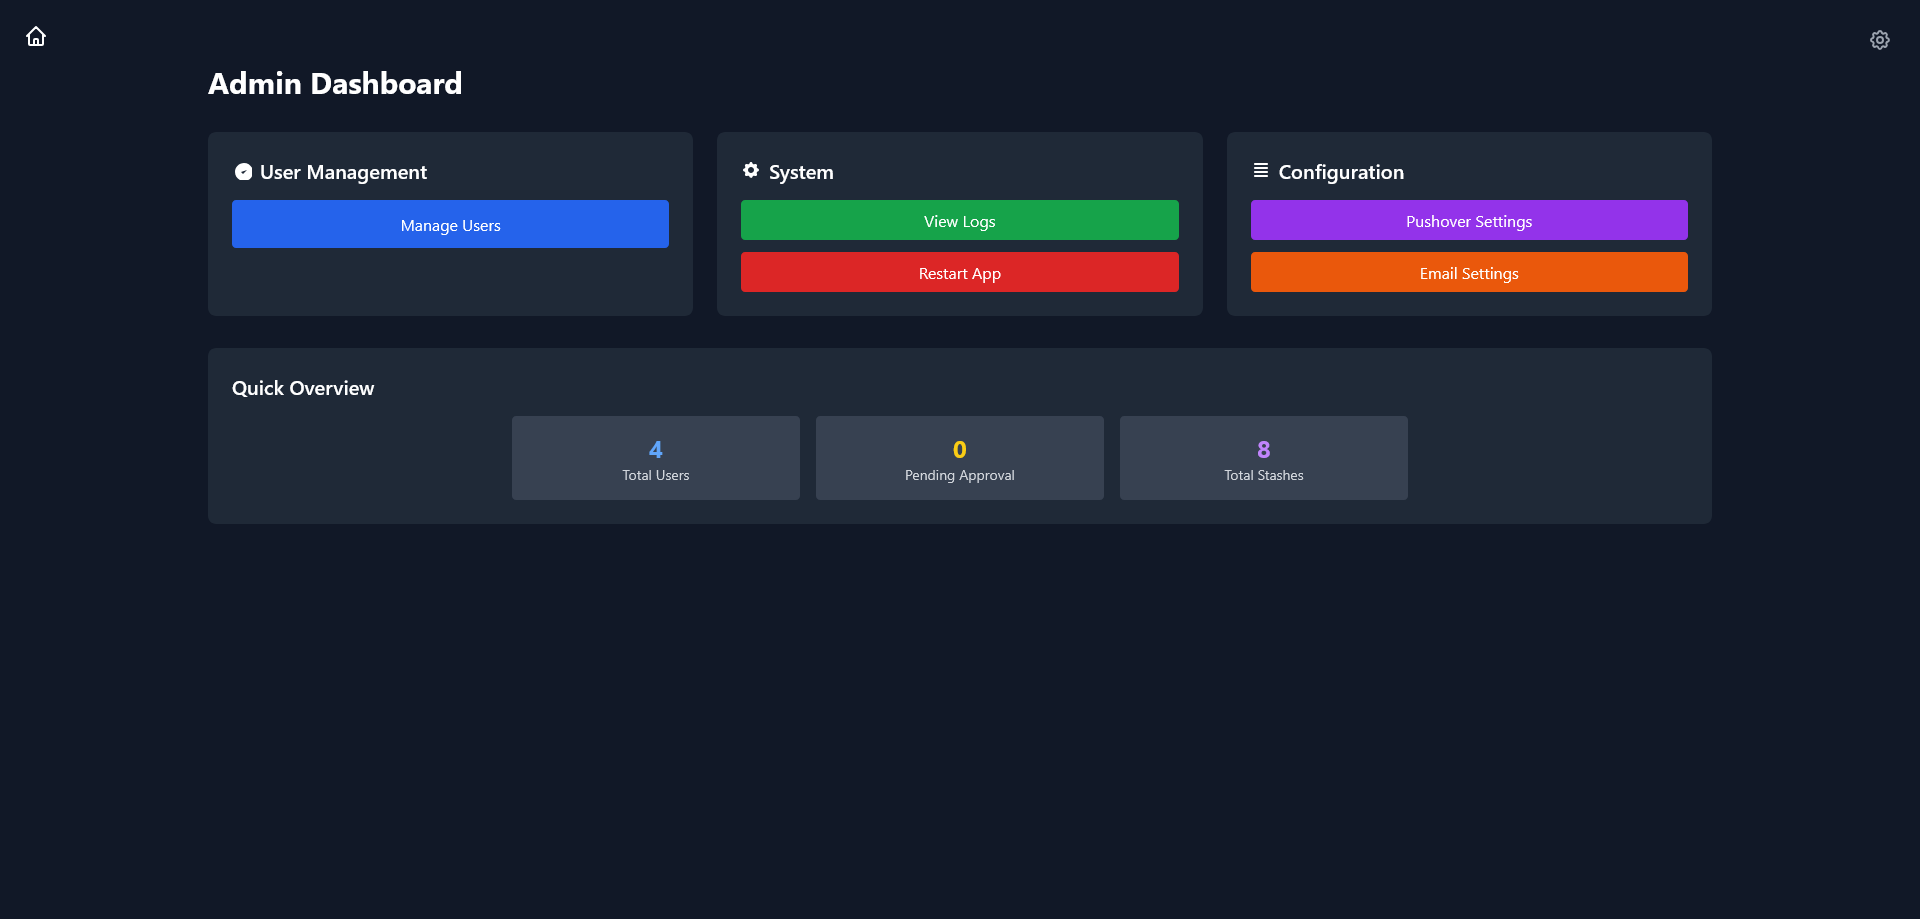 Admin Dashboard
User Management
Manage Users
System
View Logs
Restart App
Configuration
Pushover Settings
Email Settings
Quick Overview
4
Total Users
0
Pending Approval
8
Total Stashes